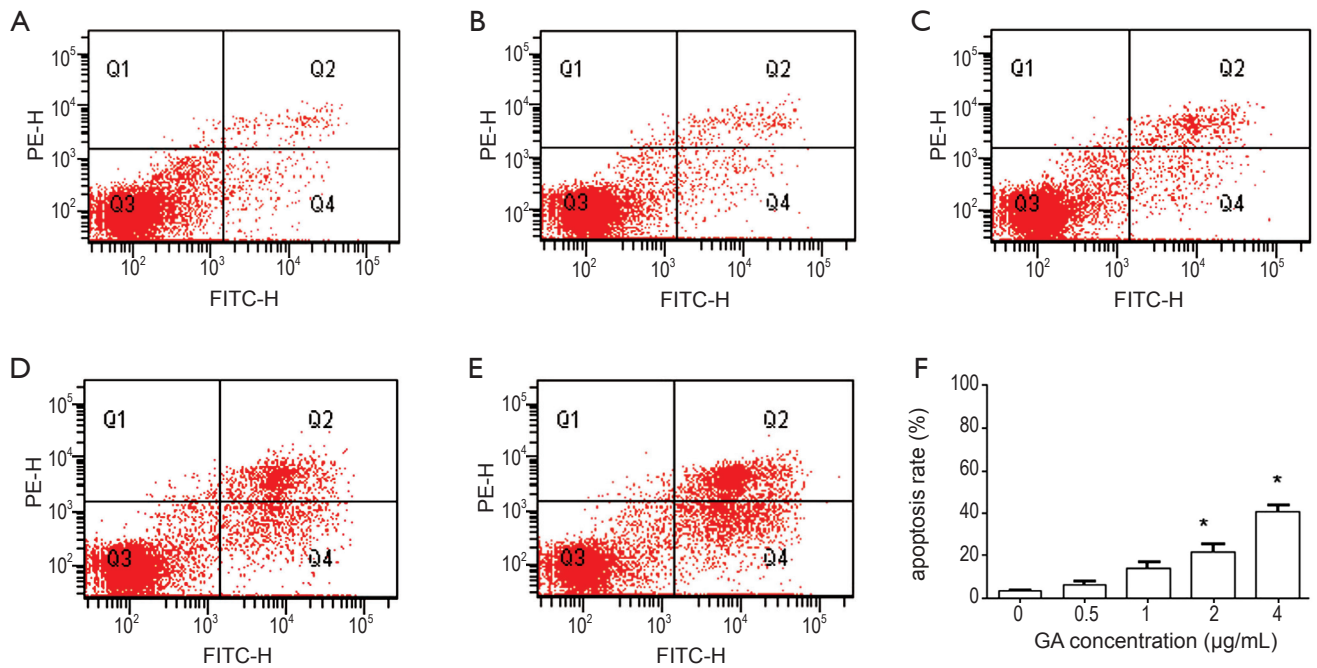 A
PE-H
10⁵
10⁴
10³
10²
Q1
Q2
Q3
Q4
10² 10³ 10⁴ 10⁵
FITC-H
B
PE-H
10⁵
10⁴
10³
10²
Q1
Q2
Q3
Q4
10² 10³ 10⁴ 10⁵
FITC-H
C
PE-H
10⁵
10⁴
10³
10²
Q1
Q2
Q3
Q4
10² 10³ 10⁴ 10⁵
FITC-H
D
PE-H
10⁵
10⁴
10³
10²
Q1
Q2
Q3
Q4
10² 10³ 10⁴ 10⁵
FITC-H
E
PE-H
10⁵
10⁴
10³
10²
Q1
Q2
Q3
Q4
10² 10³ 10⁴ 10⁵
FITC-H
F
apoptosis rate (%)
100
80
60
40
20
0
*
*
0 0.5 1 2 4
GA concentration (µg/mL)